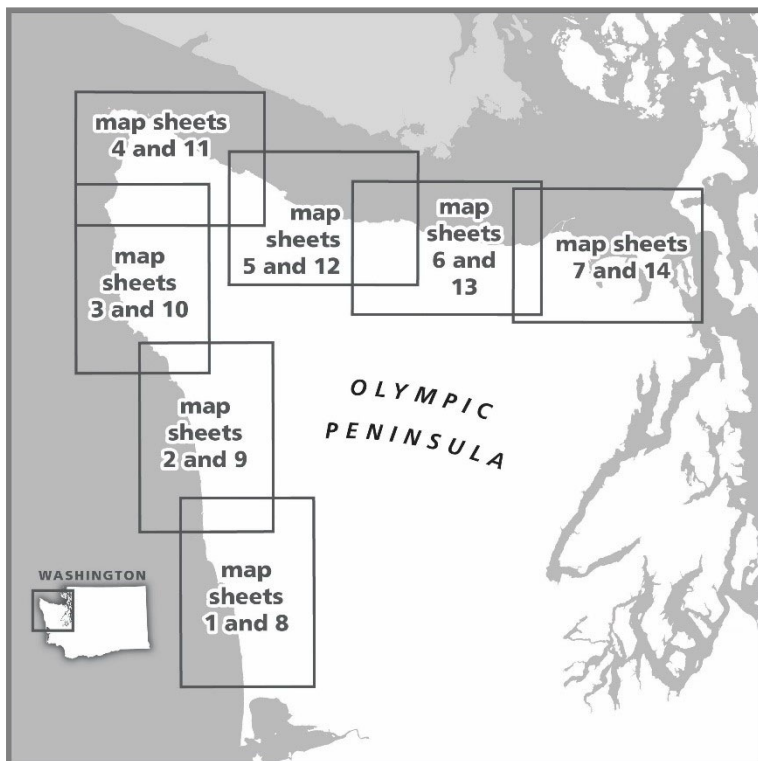 map sheets
4 and 11
map
sheets
5 and 12
map
sheets
6 and
13
map sheets
7 and 14
map
sheets
3 and 10
OLYMPIC
PENINSULA
map
sheets
2 and 9
map
sheets
1 and 8
WASHINGTON